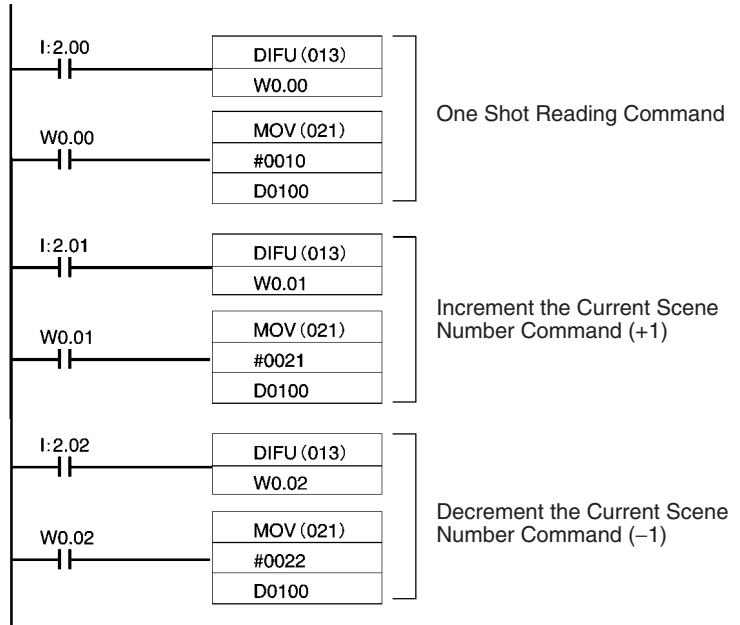 I:2.00
DIFU(013)
W0.00
One Shot Reading Command
W0.00
MOV(021)
#0010
D0100
I:2.01
DIFU(013)
W0.01
Increment the Current Scene
Number Command (+1)
W0.01
MOV(021)
#0021
D0100
I:2.02
DIFU(013)
W0.02
Decrement the Current Scene
Number Command (−1)
W0.02
MOV(021)
#0022
D0100